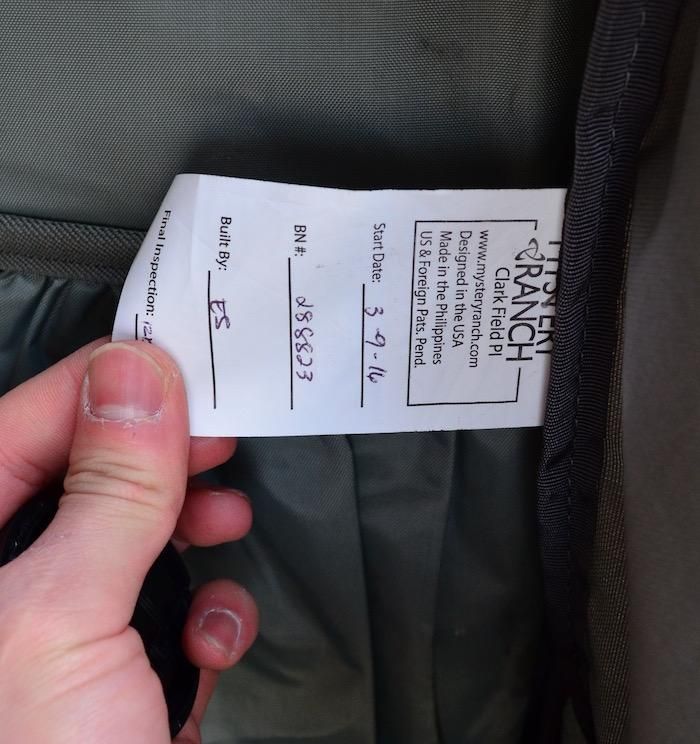 MYSTERY
RANCH
Clark Field PI
www.mysteryranch.com
Designed in the USA
Made in the Philippines
US & Foreign Pats. Pend.
Start Date: 3-9-16
BN#: 288823
Built By: ES
Final Inspection: